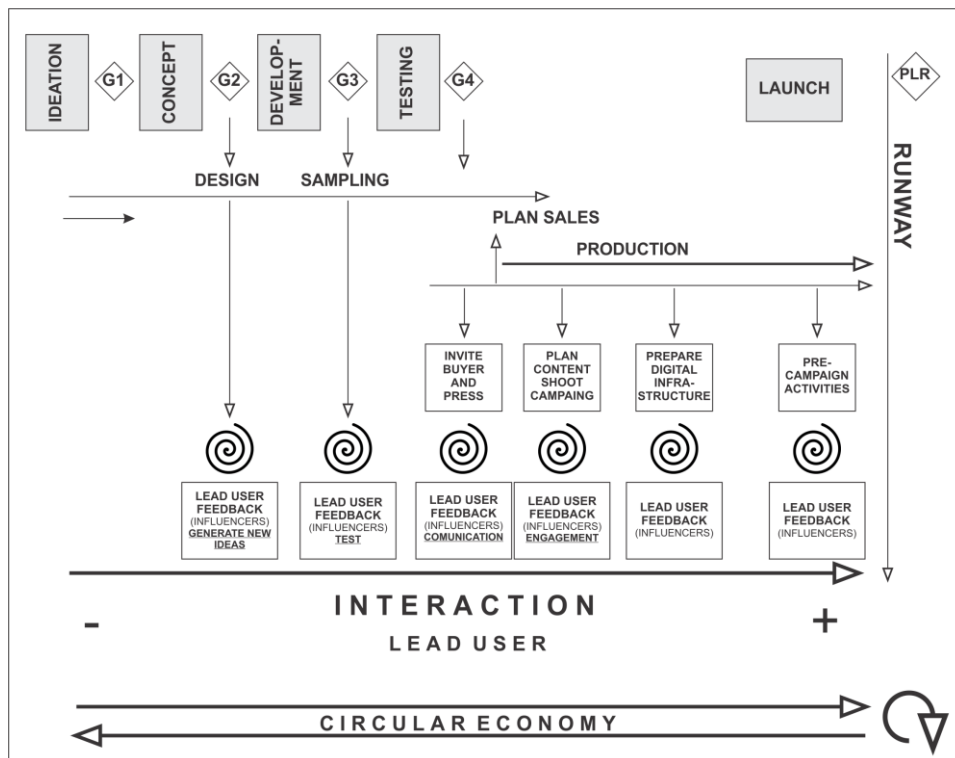 IDEATION
G1
CONCEPT
G2
DEVELOP-
MENT
G3
TESTING
G4
LAUNCH
PLR
RUNWAY
DESIGN
SAMPLING
PLAN SALES
PRODUCTION
INVITE
BUYER
AND
PRESS
PLAN
CONTENT
SHOOT
CAMPAING
PREPARE
DIGITAL
INFRA-
STRUCTURE
PRE-
CAMPAIGN
ACTIVITIES
LEAD USER
FEEDBACK
(INFLUENCERS)
GENERATE NEW
IDEAS
LEAD USER
FEEDBACK
(INFLUENCERS)
TEST
LEAD USER
FEEDBACK
(INFLUENCERS)
COMUNICATION
LEAD USER
FEEDBACK
(INFLUENCERS)
ENGAGEMENT
LEAD USER
FEEDBACK
(INFLUENCERS)
LEAD USER
FEEDBACK
(INFLUENCERS)
INTERACTION
- +
LEAD USER
CIRCULAR ECONOMY